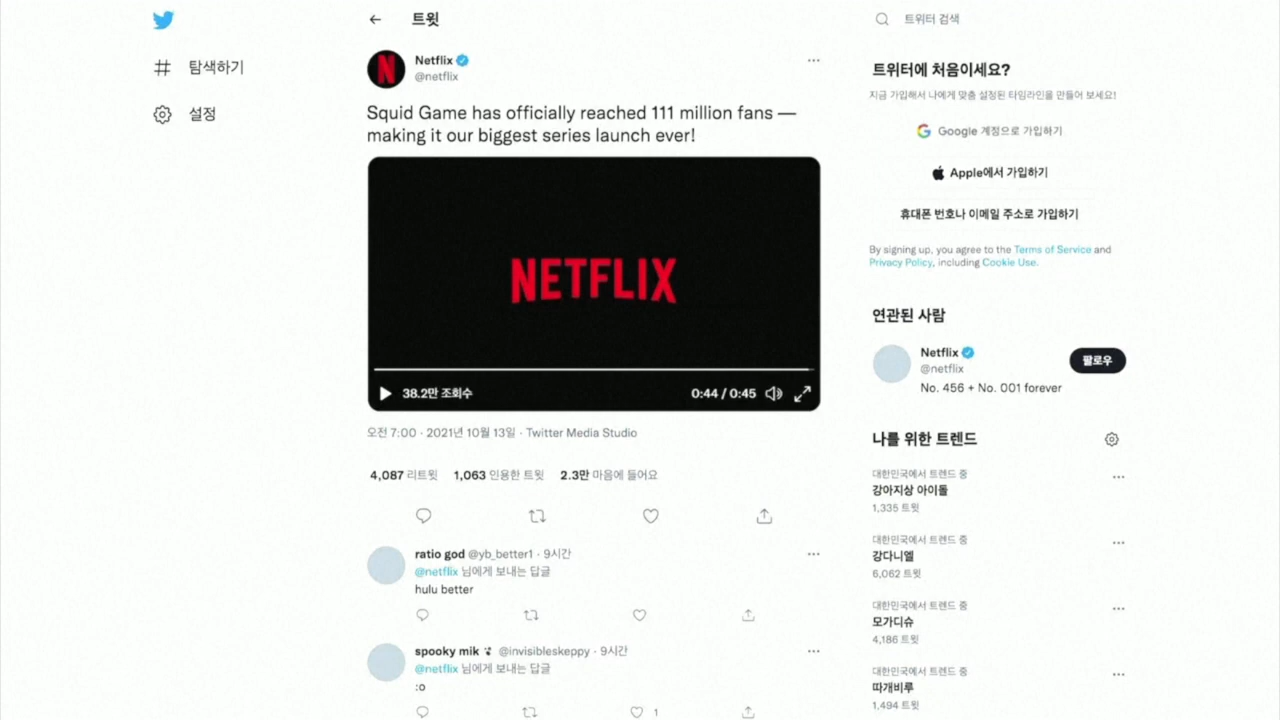 탐색하기
설정
트윗
Netflix
@netflix
Squid Game has officially reached 111 million fans —
making it our biggest series launch ever!
NETFLIX
38.2만 조회수
0:44 / 0:45
오전 7:00 · 2021년 10월 13일 · Twitter Media Studio
4,087 리트윗 1,063 인용한 트윗 2.3만 마음에 들어요
ratio god @yb_better1 · 9시간
@netflix 님에게 보내는 답글
hulu better
spooky mik @invisibleskeppy · 9시간
@netflix 님에게 보내는 답글
:o
1
트위터 검색
트위터에 처음이세요?
지금 가입해서 나에게 맞춤 설정된 타임라인을 만들어 보세요!
Google 계정으로 가입하기
Apple에서 가입하기
휴대폰 번호나 이메일 주소로 가입하기
By signing up, you agree to the Terms of Service and
Privacy Policy, including Cookie Use.
연관된 사람
Netflix
@netflix
팔로우
No. 456 + No. 001 forever
나를 위한 트렌드
대한민국에서 트렌드 중
강아지상 아이돌
1,335 트윗
대한민국에서 트렌드 중
강다니엘
6,062 트윗
대한민국에서 트렌드 중
모가디슈
4,186 트윗
대한민국에서 트렌드 중
따개비루
1,494 트윗